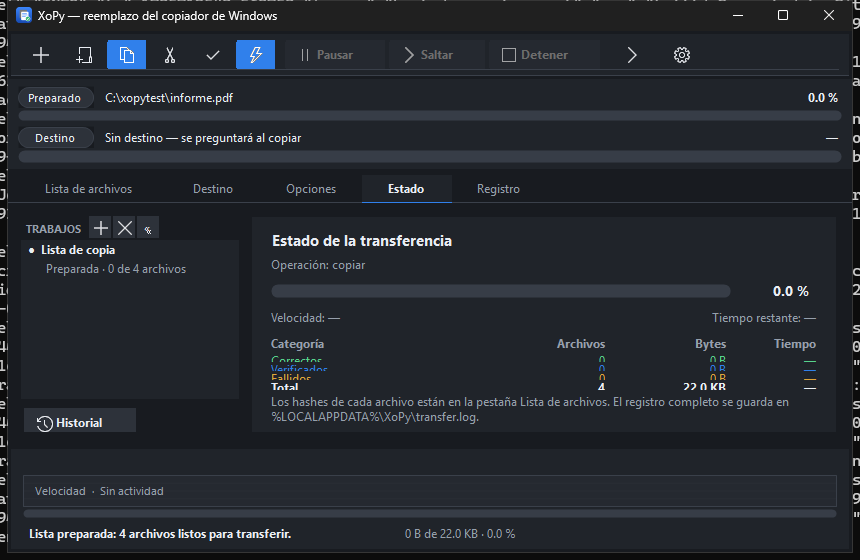 XoPy — reemplazo del copiador de Windows
Pausar
Saltar
Detener
Preparado
C:\xopytest\informe.pdf
0.0 %
Destino
Sin destino — se preguntará al copiar
—
Lista de archivos
Destino
Opciones
Estado
Registro
TRABAJOS
• Lista de copia
Preparada · 0 de 4 archivos
Historial
Estado de la transferencia
Operación: copiar
0.0 %
Velocidad: —
Tiempo restante: —
Categoría Archivos Bytes Tiempo
Correctos 0 0 B —
Verificados 0 0 B —
Fallidos 0 0 B —
Total 4 22.0 KB —
Los hashes de cada archivo están en la pestaña Lista de archivos. El registro completo se guarda en
%LOCALAPPDATA%\XoPy\transfer.log.
Velocidad · Sin actividad
Lista preparada: 4 archivos listos para transferir.
0 B de 22.0 KB · 0.0 %